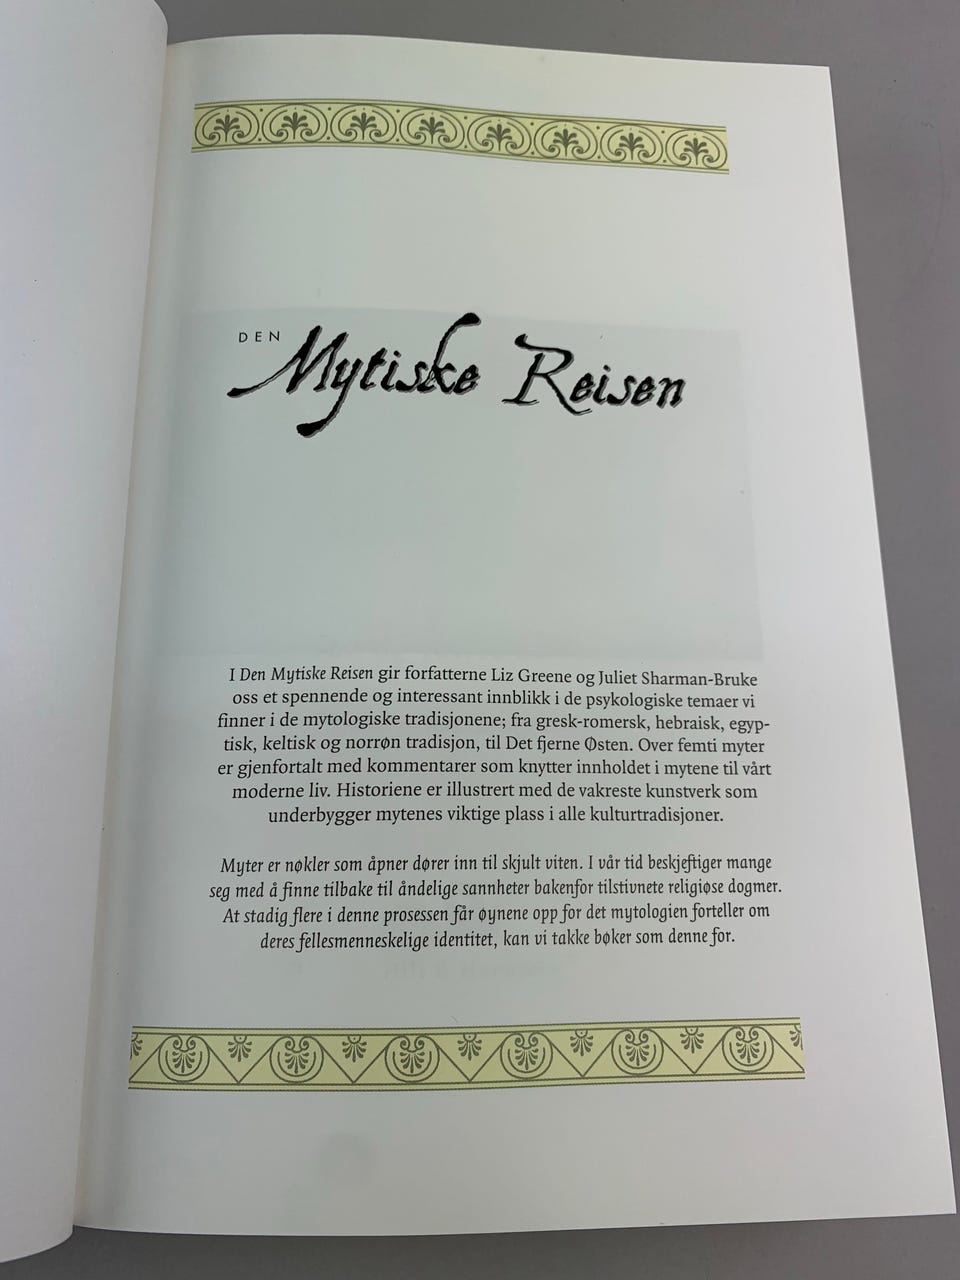 DEN
Mytiske Reisen
I Den Mytiske Reisen gir forfatterne Liz Greene og Juliet Sharman-Bruke
oss et spennende og interessant innblikk i de psykologiske temaer vi
finner i de mytologiske tradisjonene; fra gresk-romersk, hebraisk, egyp-
tisk, keltisk og norrøn tradisjon, til Det fjerne Østen. Over femti myter
er gjenfortalt med kommentarer som knytter innholdet i mytene til vårt
moderne liv. Historiene er illustrert med de vakreste kunstverk som
underbygger mytenes viktige plass i alle kulturtradisjoner.
Myter er nøkler som åpner dører inn til skjult viten. I vår tid beskjeftiger mange
seg med å finne tilbake til åndelige sannheter bakenfor tilstivnete religiøse dogmer.
At stadig flere i denne prosessen får øynene opp for det mytologien forteller om
deres fellesmenneskelige identitet, kan vi takke bøker som denne for.